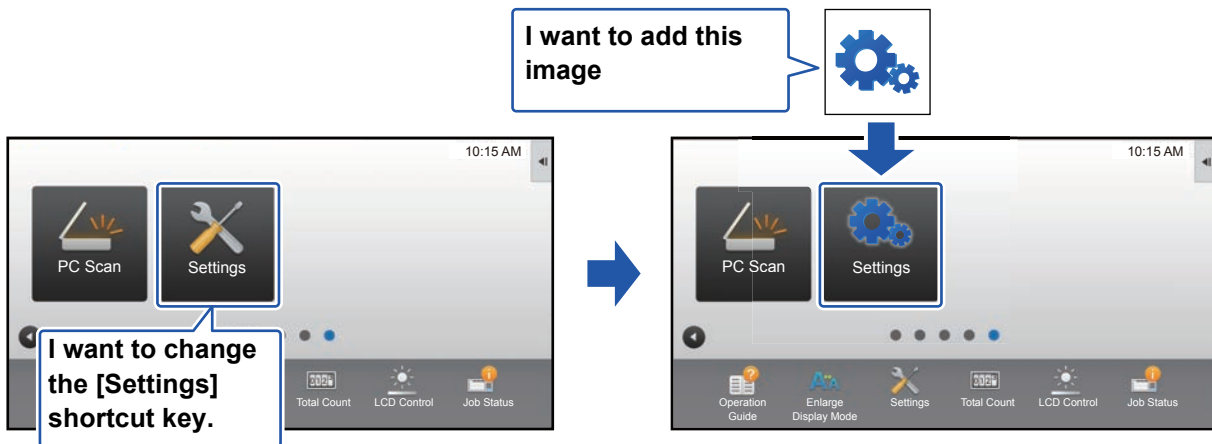 I want to add this
image
10:15 AM
PC Scan
Settings
I want to change
the [Settings]
shortcut key.
Total Count
LCD Control
Job Status
10:15 AM
PC Scan
Settings
Operation
Guide
Enlarge
Display Mode
Settings
Total Count
LCD Control
Job Status